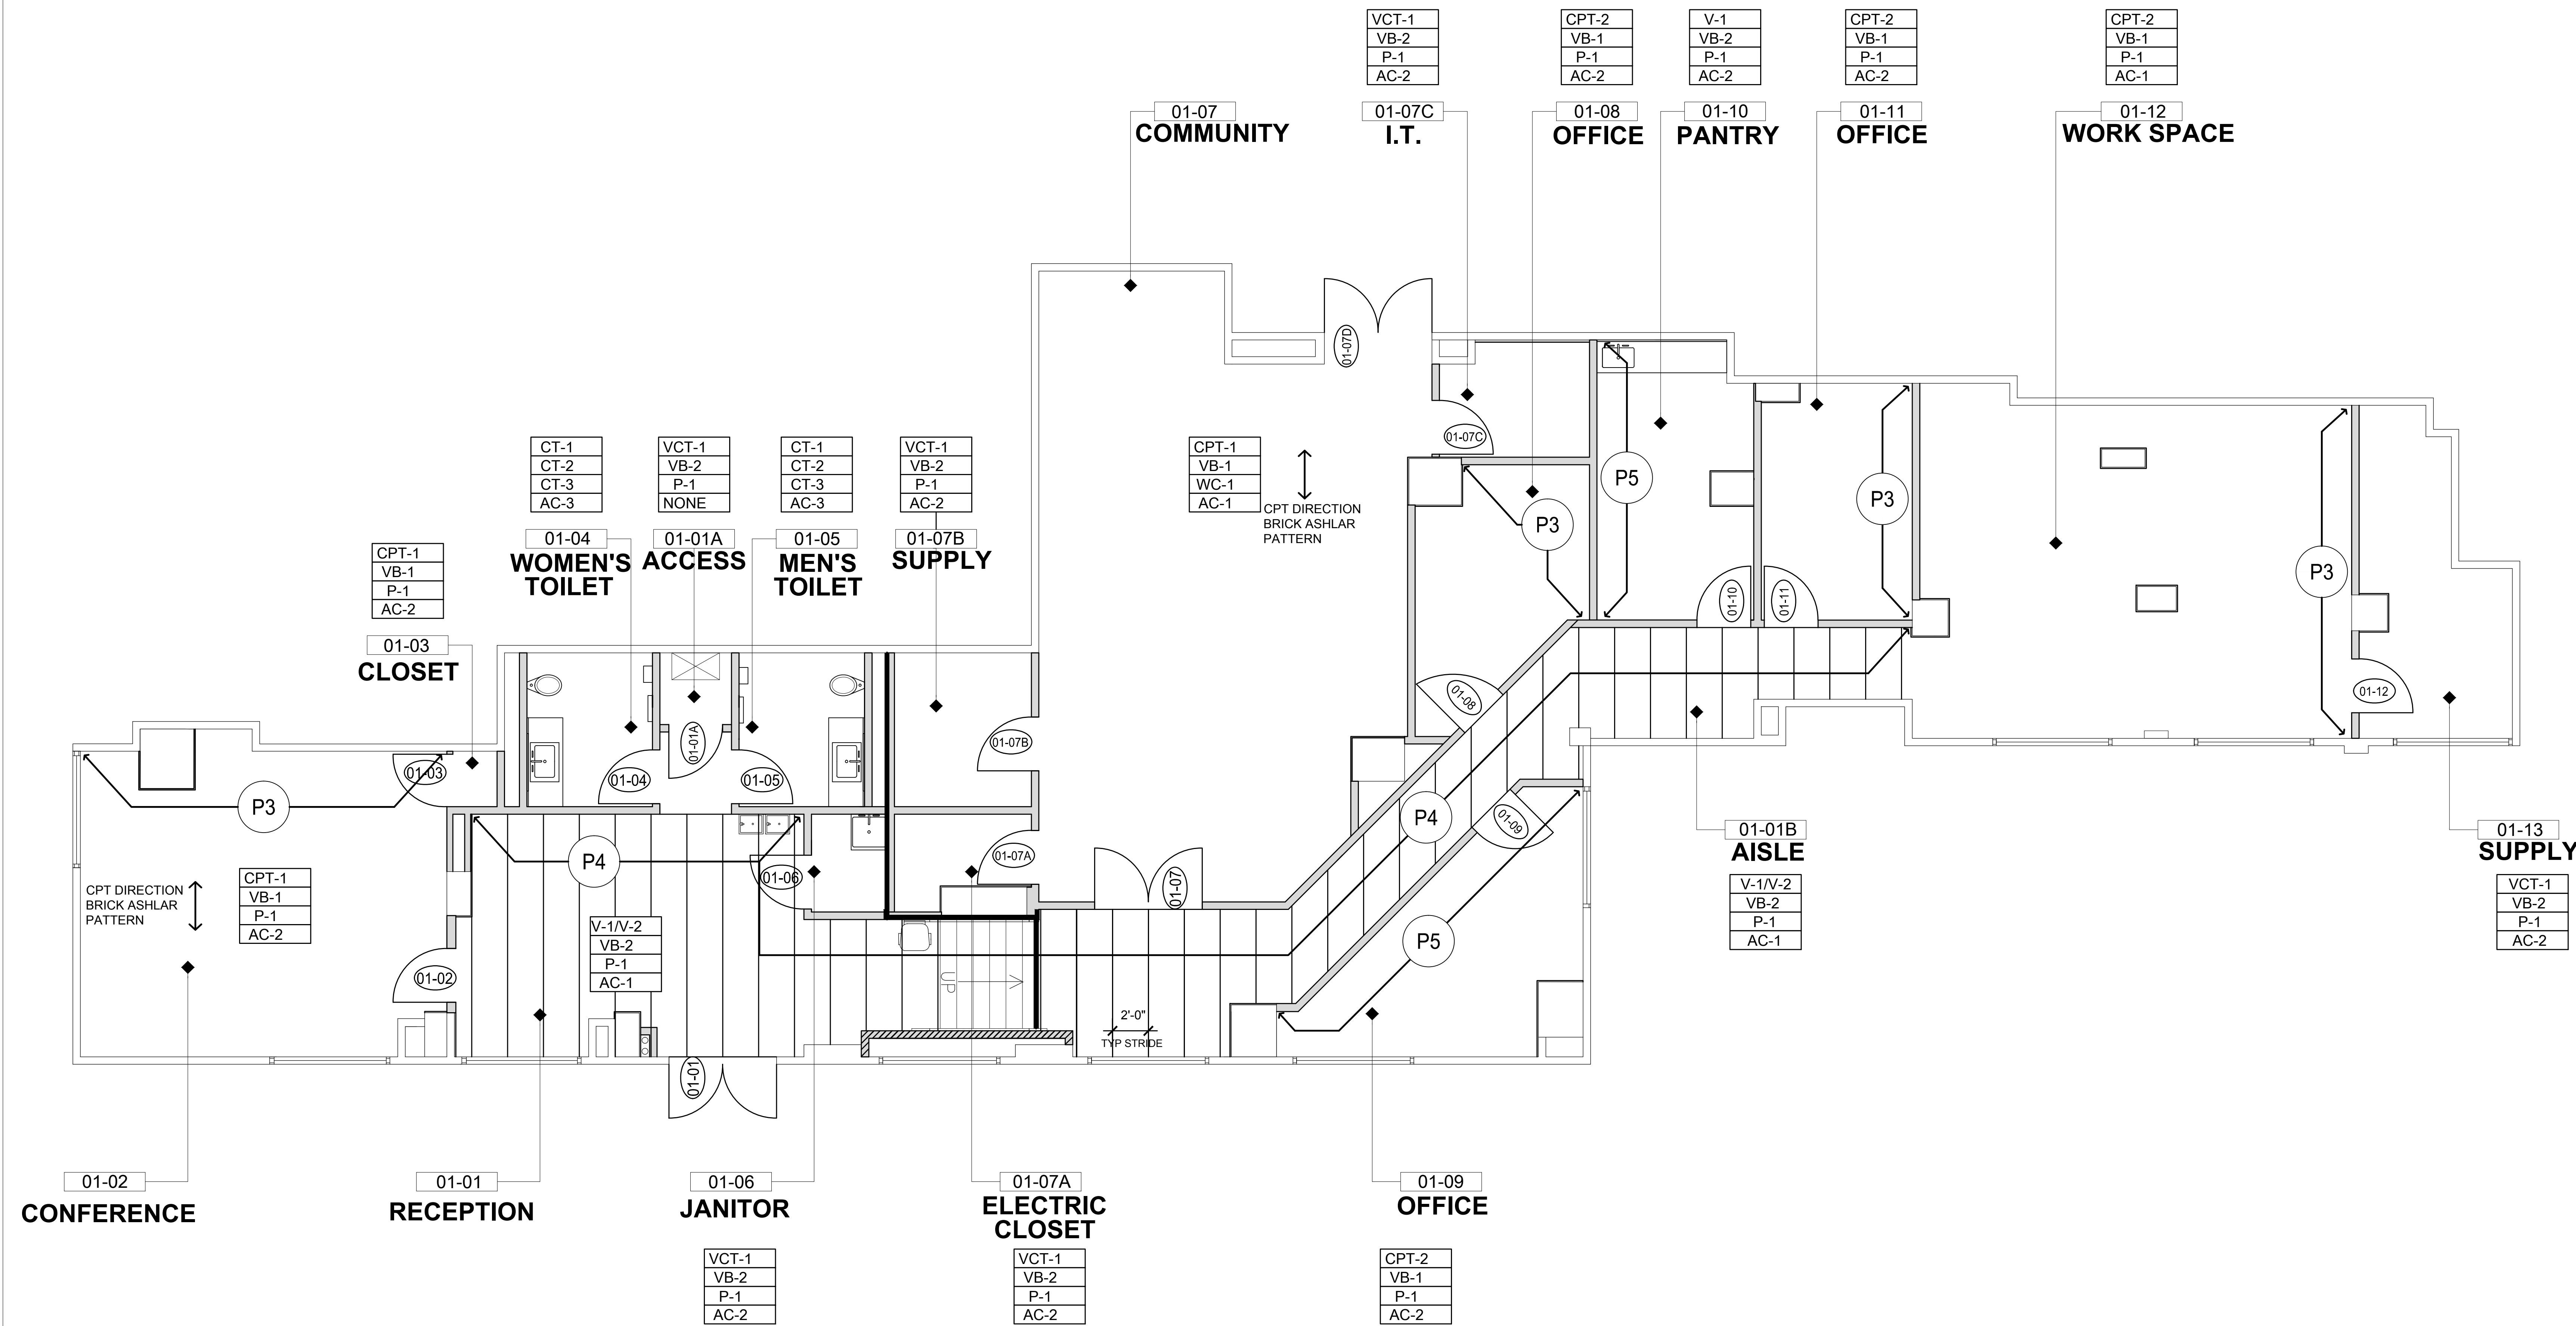 VCT-1
VB-2
P-1
AC-2
CPT-2
VB-1
P-1
AC-2
V-1
VB-2
P-1
AC-2
CPT-2
VB-1
P-1
AC-2
CPT-2
VB-1
P-1
AC-1
01-07
COMMUNITY
01-07C
I.T.
01-08
OFFICE
01-10
PANTRY
01-11
OFFICE
01-12
WORK SPACE
01-07D
01-07C
CT-1
CT-2
CT-3
AC-3
VCT-1
VB-2
P-1
NONE
CT-1
CT-2
CT-3
AC-3
VCT-1
VB-2
P-1
AC-2
CPT-1
VB-1
WC-1
AC-1
CPT DIRECTION
BRICK ASHLAR
PATTERN
P3
P5
P3
P3
01-04
WOMEN'S
TOILET
01-01A
ACCESS
01-05
MEN'S
TOILET
01-07B
SUPPLY
CPT-1
VB-1
P-1
AC-2
01-03
CLOSET
01-10
01-11
01-08
01-12
01-07B
01-01A
01-03
01-04
01-05
P3
P4
P4
01-09
01-07A
01-06
01-07
01-01B
AISLE
V-1/V-2
VB-2
P-1
AC-1
01-13
SUPPLY
VCT-1
VB-2
P-1
AC-2
CPT DIRECTION
BRICK ASHLAR
PATTERN
CPT-1
VB-1
P-1
AC-2
V-1/V-2
VB-2
P-1
AC-1
P5
01-02
UP
2'-0"
TYP STRIDE
01-01
01-02
CONFERENCE
01-01
RECEPTION
01-06
JANITOR
01-07A
ELECTRIC
CLOSET
01-09
OFFICE
VCT-1
VB-2
P-1
AC-2
VCT-1
VB-2
P-1
AC-2
CPT-2
VB-1
P-1
AC-2